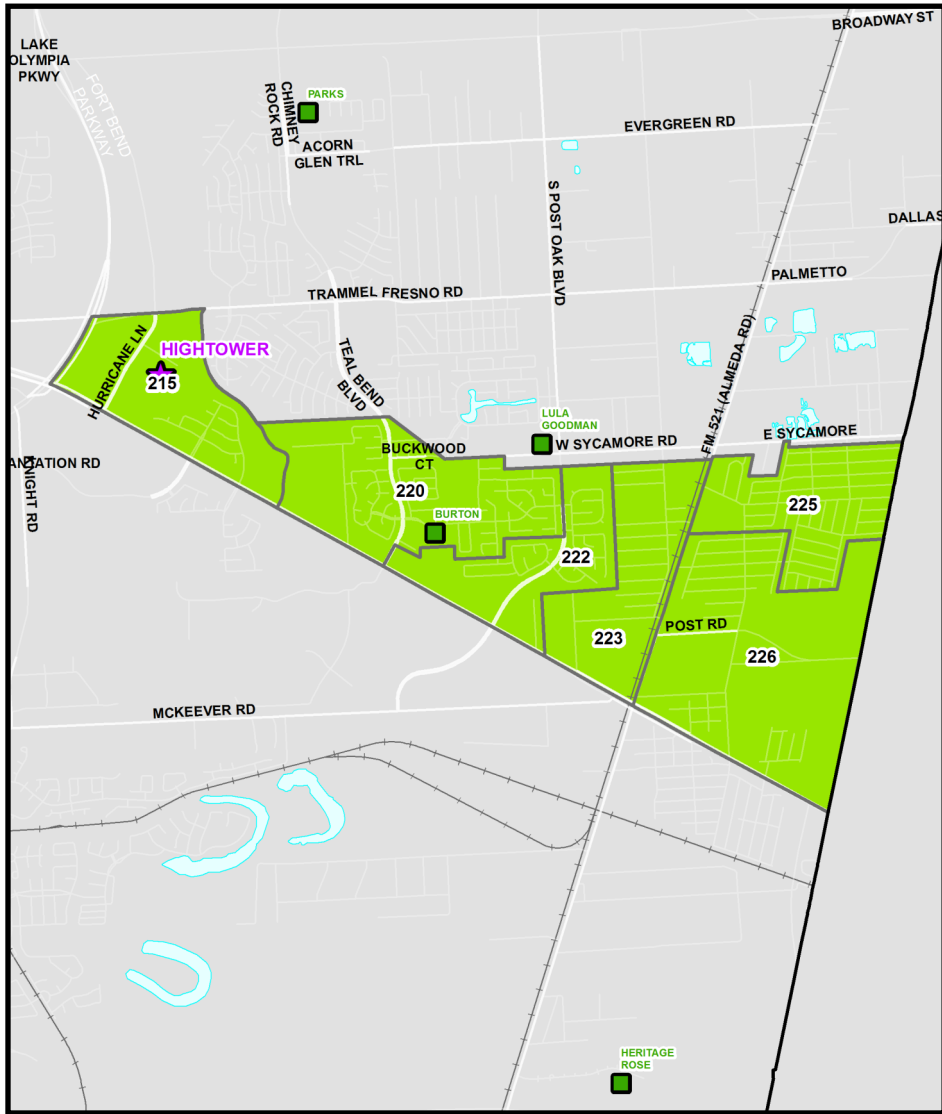 BROADWAY ST
LAKE
OLYMPIA
PKWY
FORT BEND
PARKWAY
CHIMNEY
ROCK RD
PARKS
EVERGREEN RD
ACORN
GLEN TRL
S POST OAK BLVD
DALLAS
PALMETTO
TRAMMEL FRESNO RD
HURRICANE LN
HIGHTOWER
215
TEAL BEND
BLVD
FM 521 (ALMEDA RD)
LULA
GOODMAN
W SYCAMORE RD
E SYCAMORE
BUCKWOOD
CT
ANTATION RD
KNIGHT RD
220
225
BURTON
222
POST RD
223
226
MCKEEVER RD
HERITAGE
ROSE